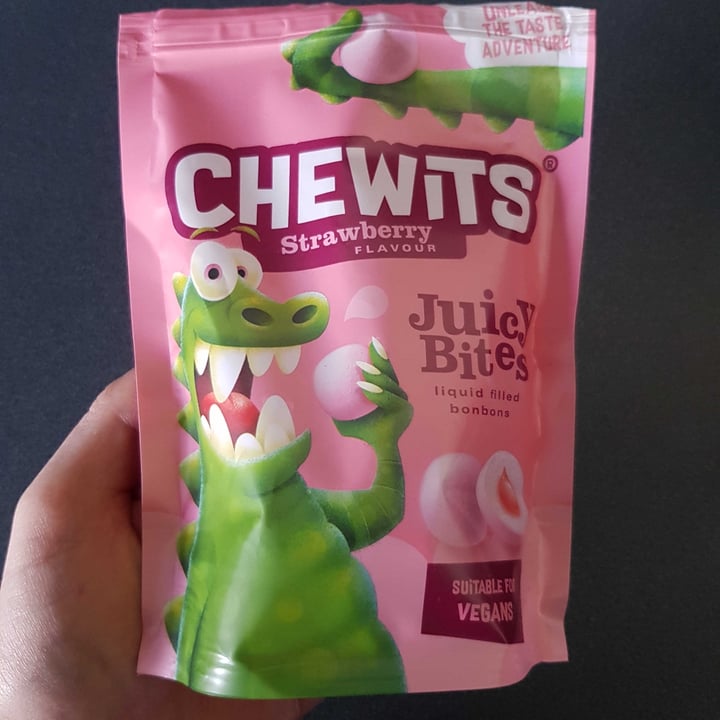 UNLEASH
THE TASTE
ADVENTURE
CHEWiTS®
Strawberry
FLAVOUR
Juicy
Bites
liquid filled
bonbons
SUiTABLE FOR
VEGANS